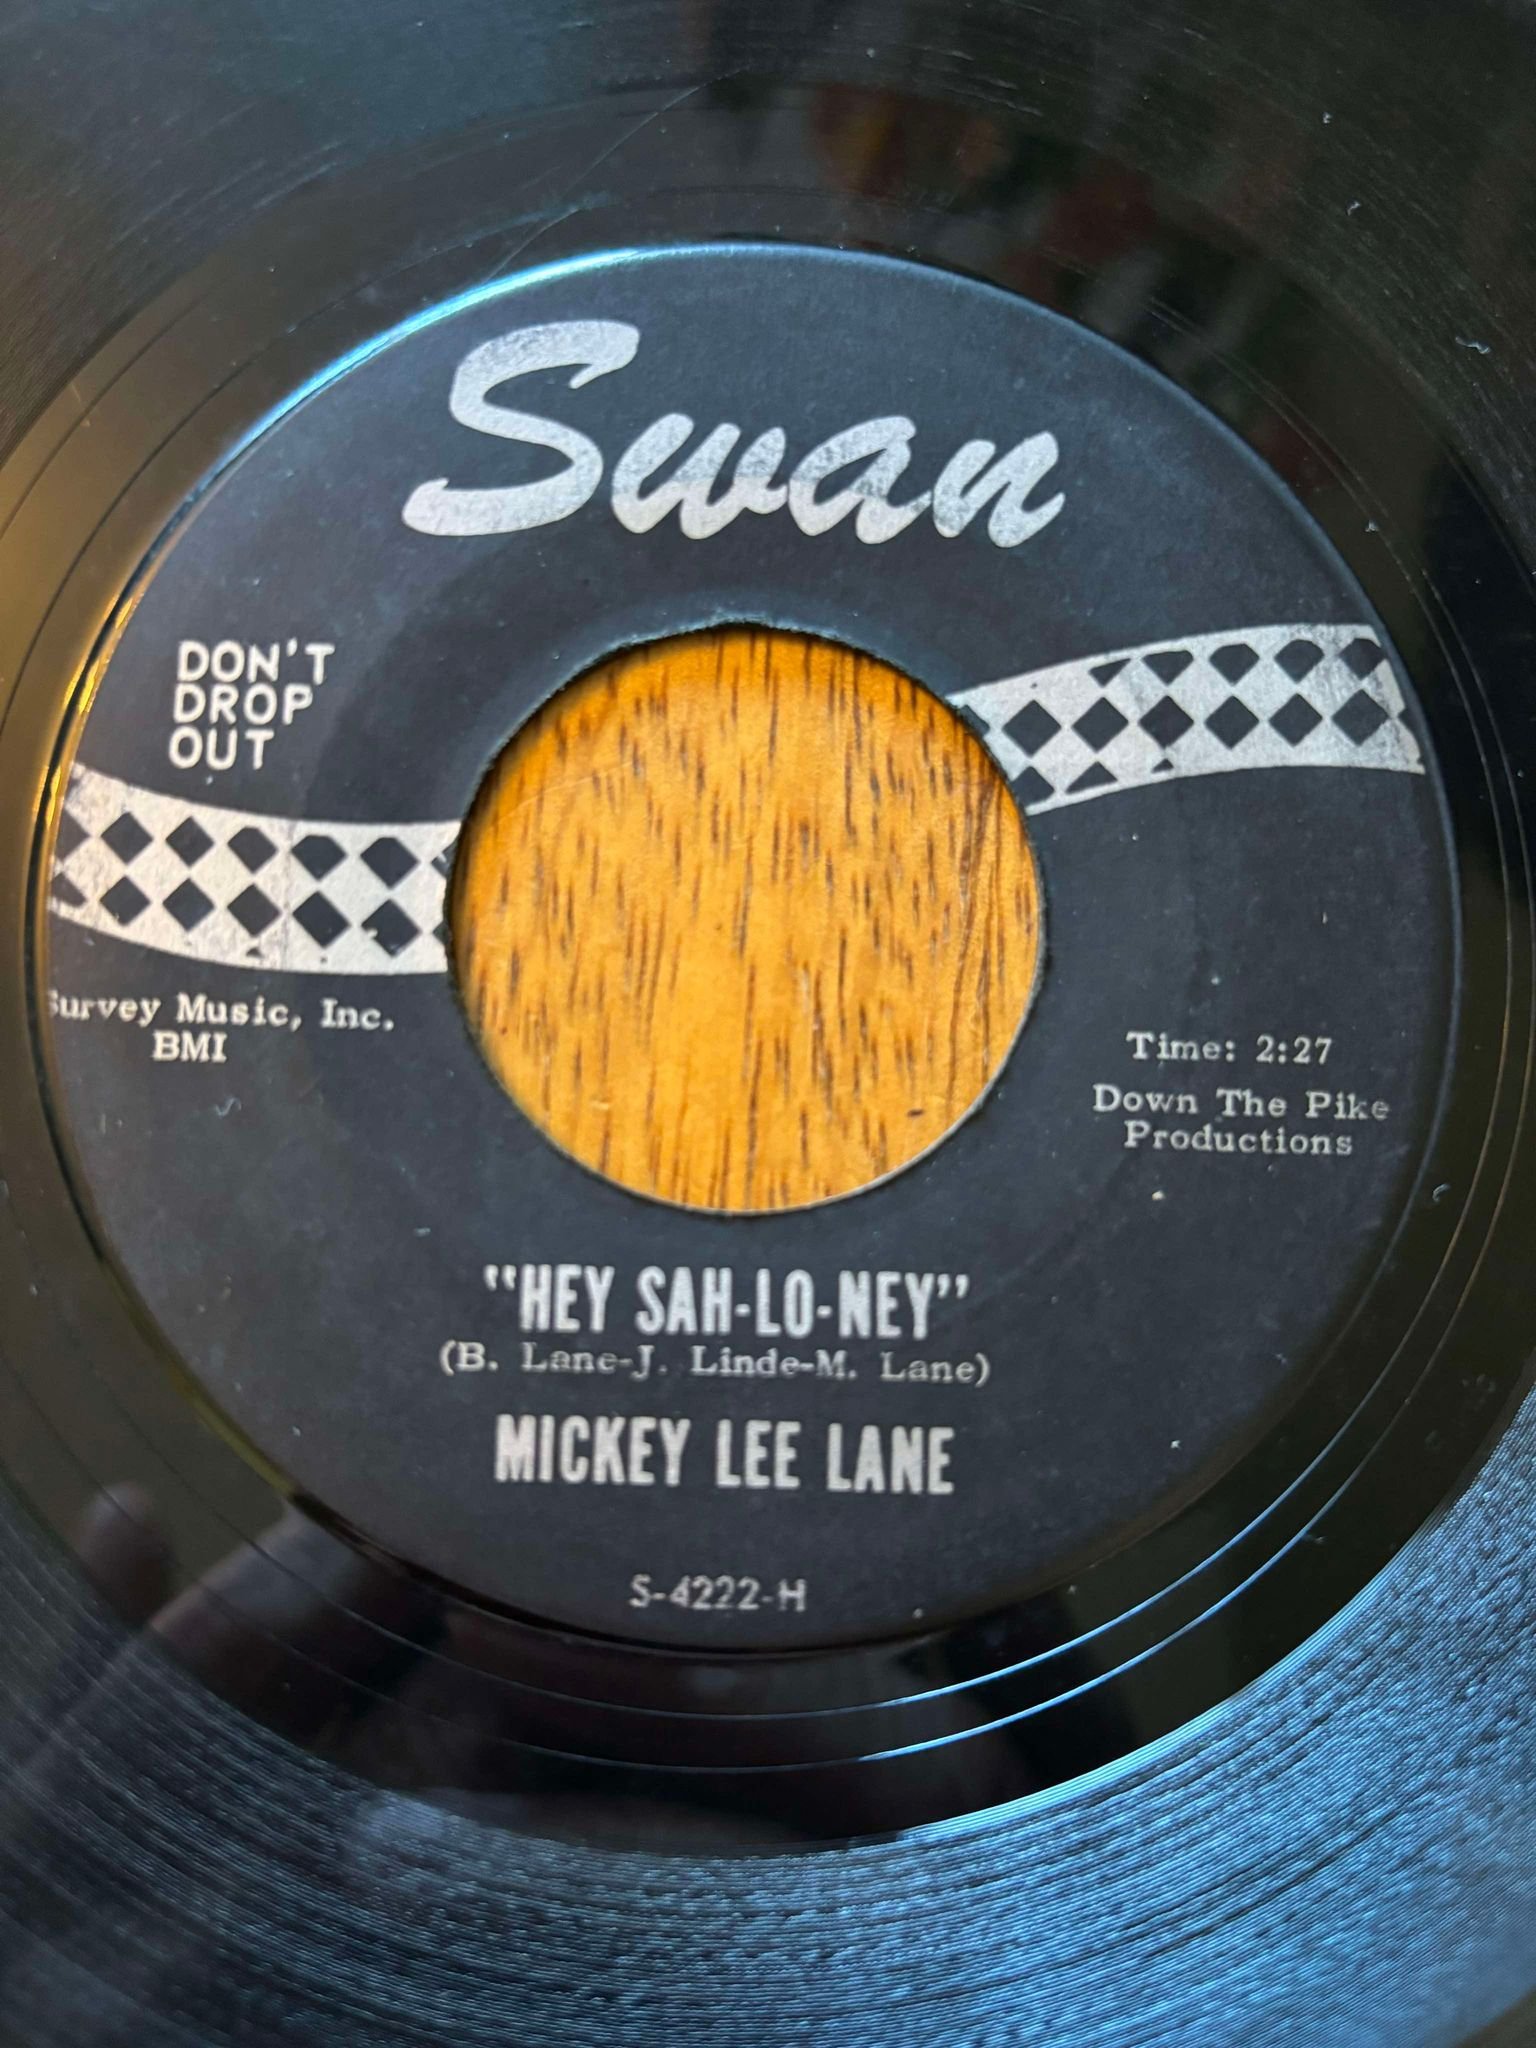 Swan
DON'T
DROP
OUT
Survey Music, Inc.
BMI
Time: 2:27
Down The Pike
Productions
"HEY SAH-LO-NEY"
(B. Lane-J. Linde-M. Lane)
MICKEY LEE LANE
S-4222-H